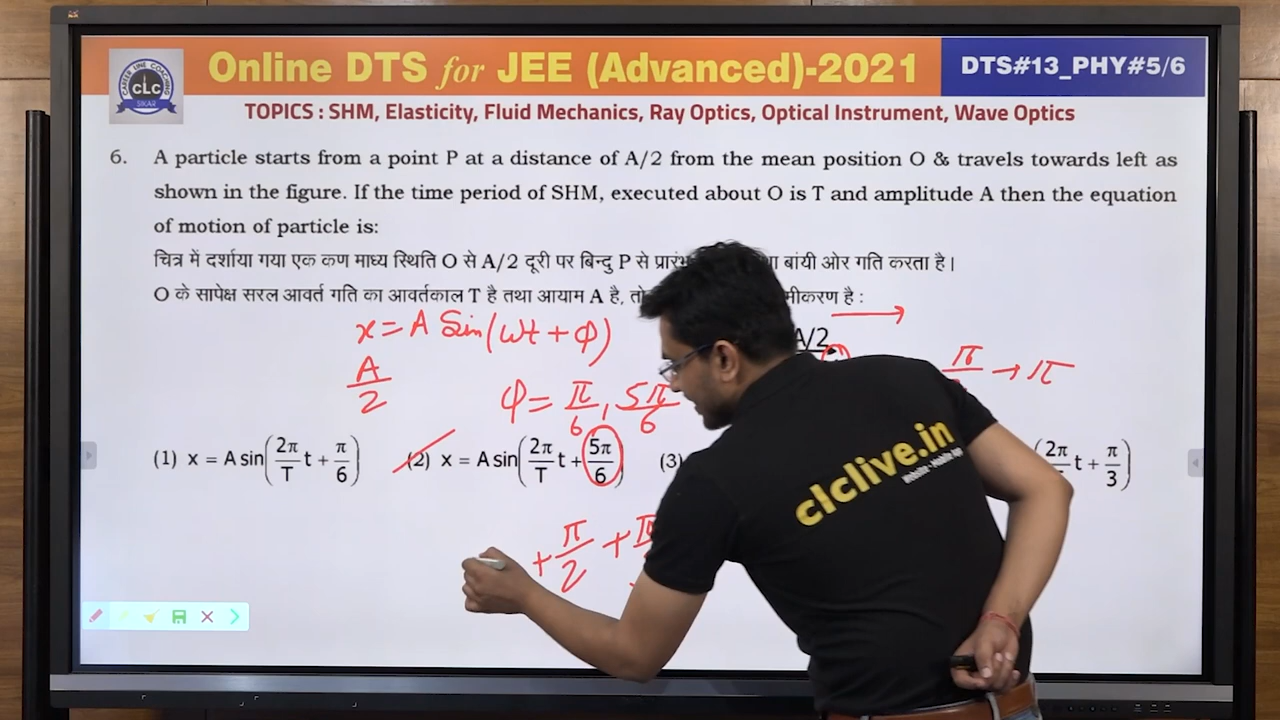 Online DTS for JEE (Advanced)-2021
DTS#13_PHY#5/6
CAREER LINE COACHING
CLC
SIKAR
TOPICS : SHM, Elasticity, Fluid Mechanics, Ray Optics, Optical Instrument, Wave Optics
6. A particle starts from a point P at a distance of A/2 from the mean position O & travels towards left as
shown in the figure. If the time period of SHM, executed about O is T and amplitude A then the equation
of motion of particle is:
चित्र में दर्शाया गया एक कण माध्य स्थिति O से A/2 दूरी पर बिन्दु P से बांयी ओर गति करता है।
O के सापेक्ष सरल आवर्त गति का आवर्तकाल T है तथा आयाम A है, है :
x = A Sin(ωt + φ)
A/2
A/2
φ = π/6, 5π/6
→ π
(1) x = A sin(2π/T t + π/6) (2) x = A sin(2π/T t + 5π/6) (3) 2π/T t + π/3)
+ π/2 +
clclive.in